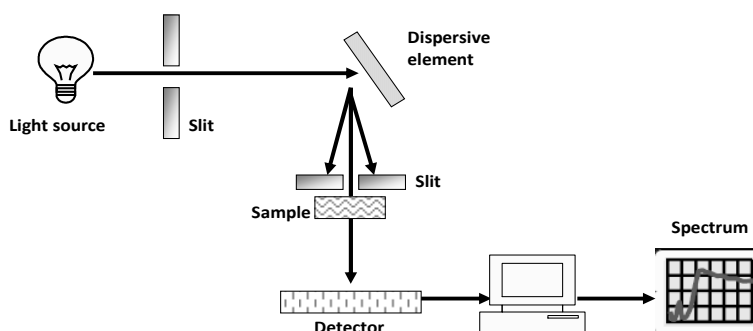 Dispersive
element
Light source
Slit
Slit
Sample
Spectrum
Detector